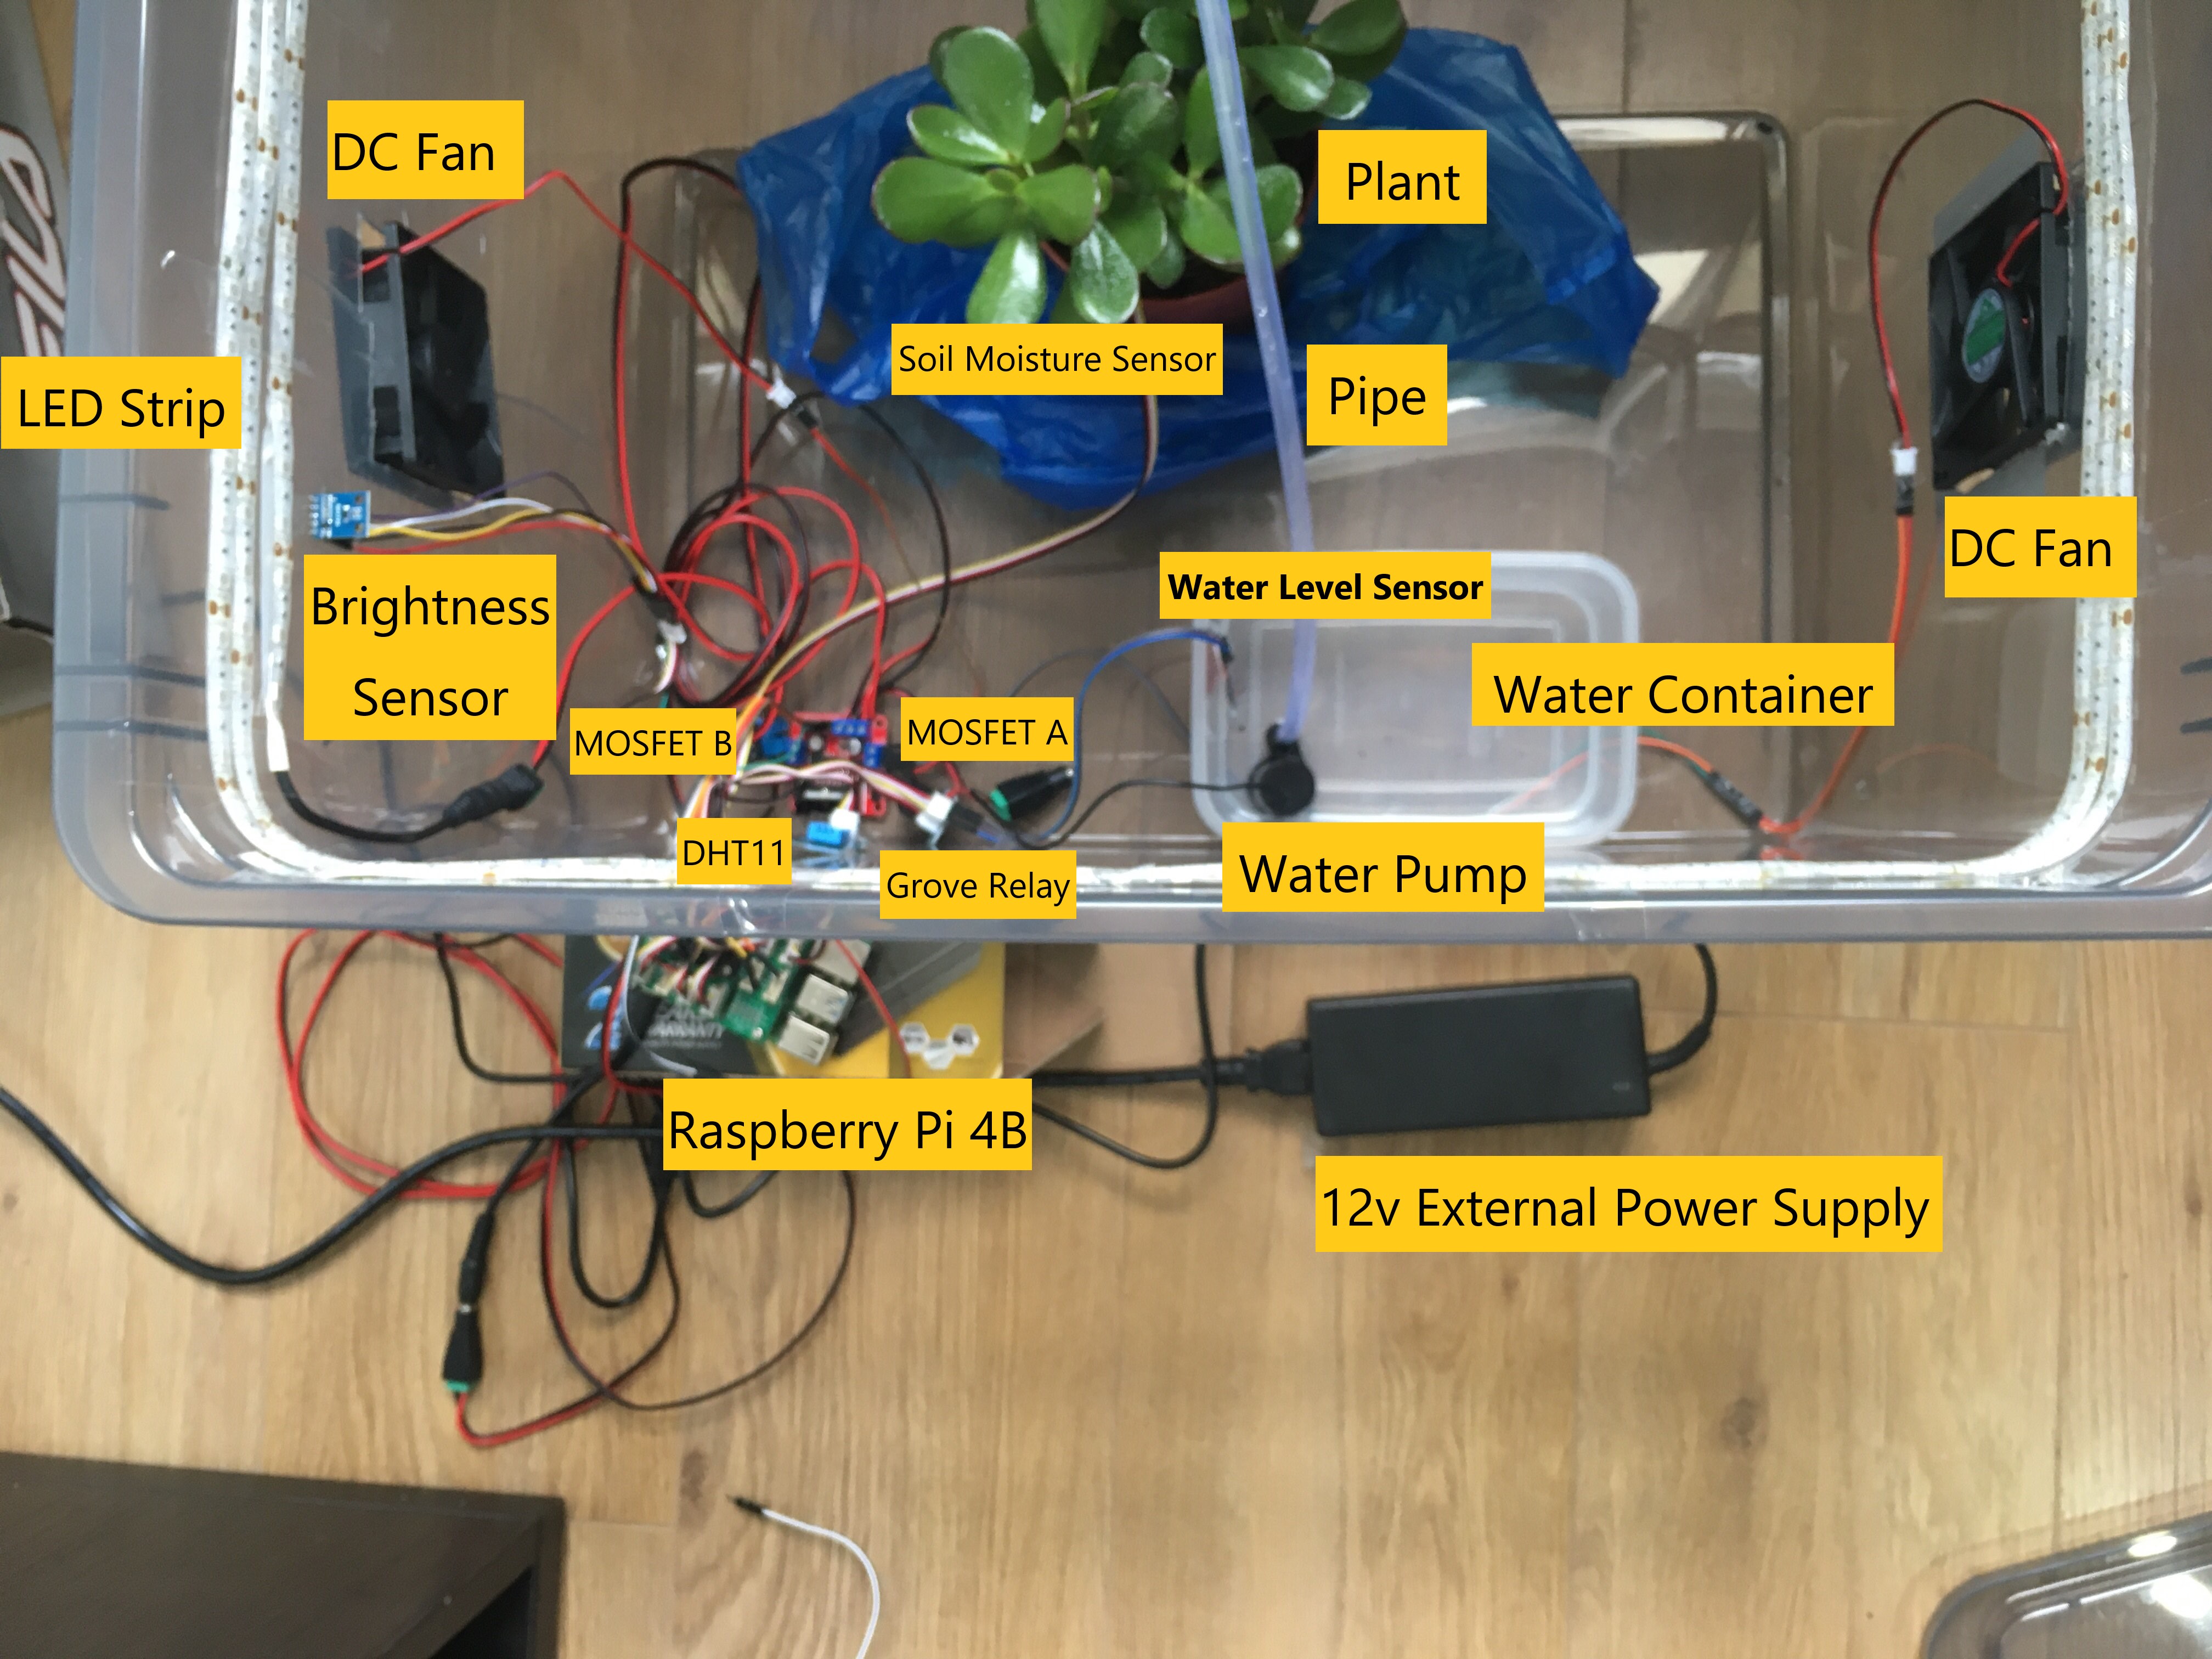 DC Fan
Plant
Soil Moisture Sensor
LED Strip
Pipe
DC Fan
Water Level Sensor
Brightness
Sensor
Water Container
MOSFET B
MOSFET A
DHT11
Grove Relay
Water Pump
WARRANTY
Raspberry Pi 4B
12v External Power Supply